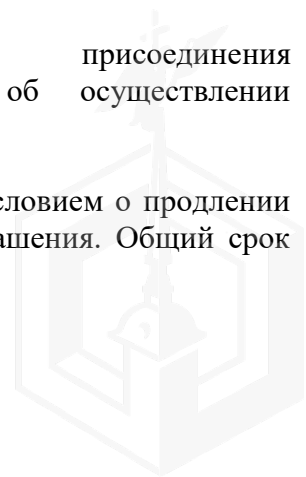 присоединения
об осуществлении
словием о продлении
ашения. Общий срок